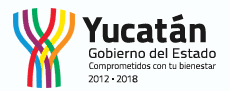 Yucatán
Gobierno del Estado
Comprometidos con tu bienestar
2012 • 2018